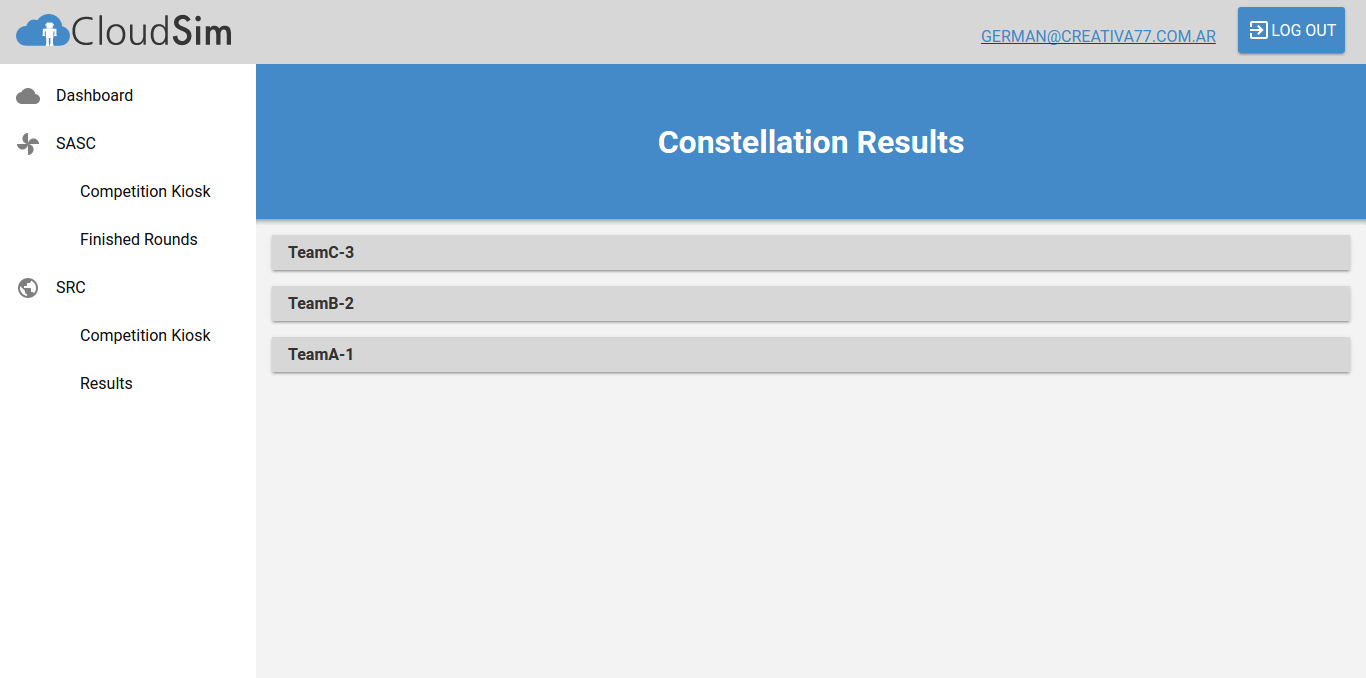 CloudSim
GERMAN@CREATIVA77.COM.AR
LOG OUT
Dashboard
SASC
Competition Kiosk
Finished Rounds
SRC
Competition Kiosk
Results
Constellation Results
TeamC-3
TeamB-2
TeamA-1